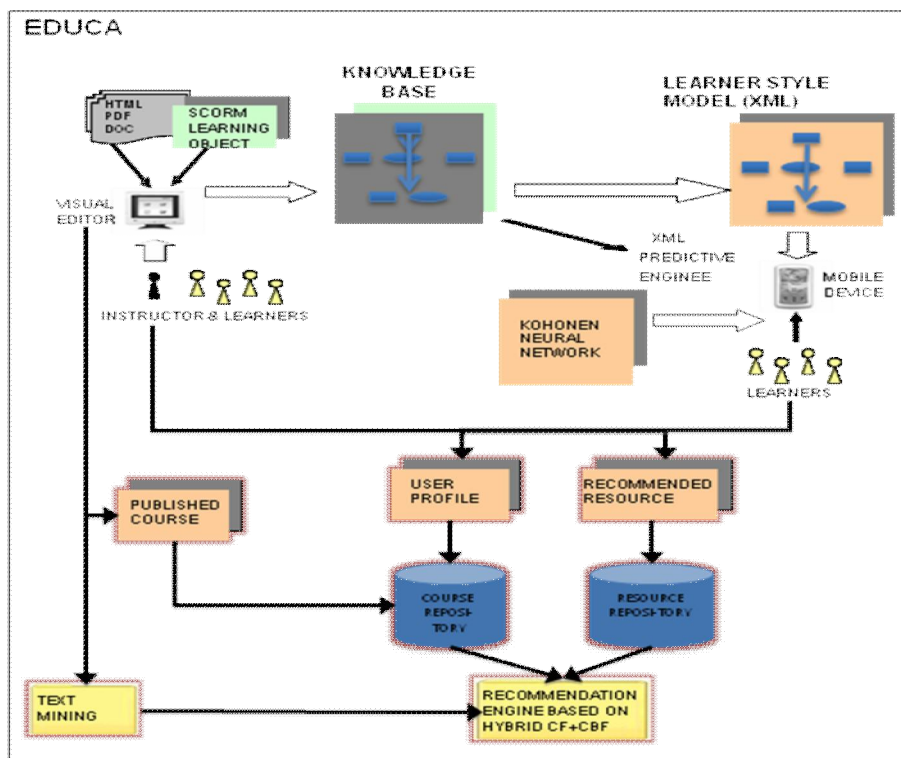 EDUCA
HTML
PDF
DOC
SCORM
LEARNING
OBJECT
KNOWLEDGE
BASE
LEARNER STYLE
MODEL (XML)
VISUAL
EDITOR
XML
PREDICTIVE
ENGINEE
MOBILE
DEVICE
INSTRUCTOR & LEARNERS
KOHONEN
NEURAL
NETWORK
LEARNERS
PUBLISHED
COURSE
USER
PROFILE
RECOMMENDED
RESOURCE
COURSE
REPOSI
TORY
RESOURCE
REPOSITORY
TEXT
MINING
RECOMMENDATION
ENGINE BASED ON
HYBRID CF+CBF